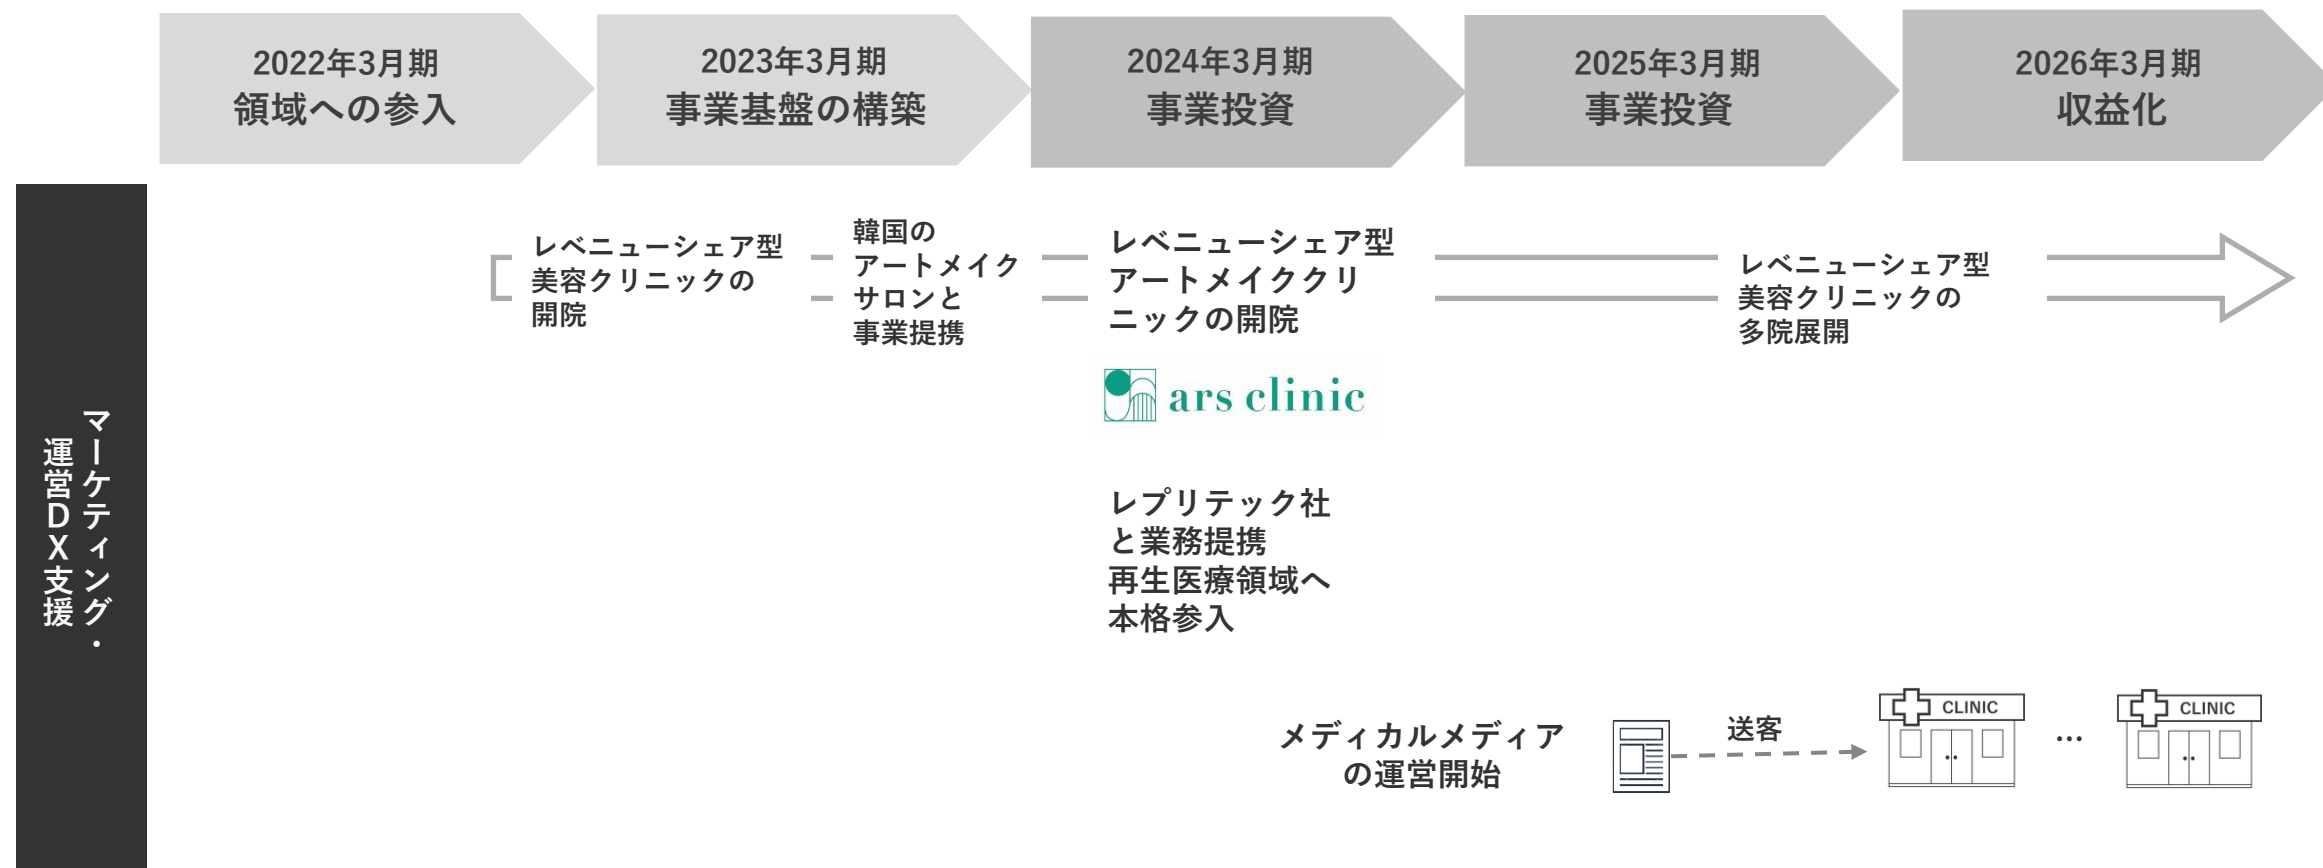 2022年3月期
領域への参入
2023年3月期
事業基盤の構築
2024年3月期
事業投資
2025年3月期
事業投資
2026年3月期
収益化
マーケティング・
運営DX支援
レベニューシェア型
美容クリニックの
開院
韓国の
アートメイク
サロンと
事業提携
レベニューシェア型
アートメイククリ
ニックの開院
ars clinic
レプリテック社
と業務提携
再生医療領域へ
本格参入
レベニューシェア型
美容クリニックの
多院展開
メディカルメディア
の運営開始
送客
CLINIC
…
CLINIC